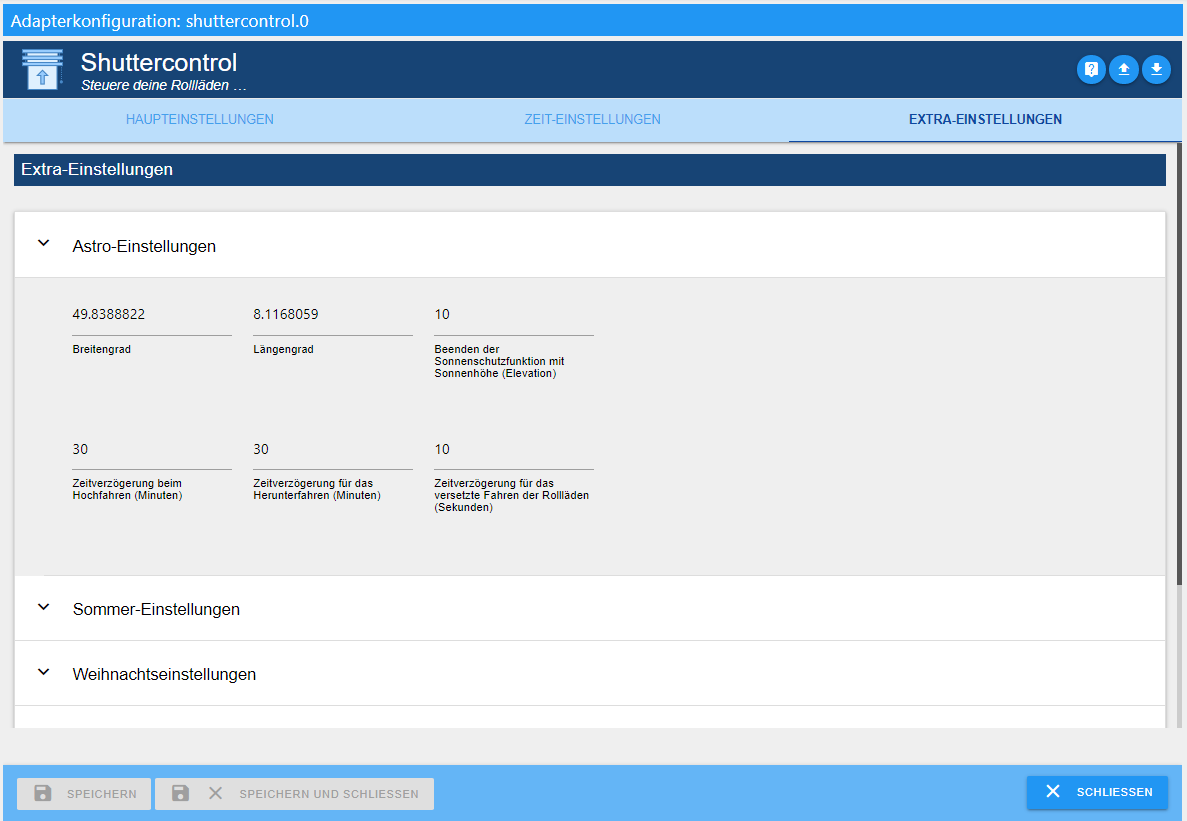 Adapterkonfiguration: shuttercontrol.0
Shuttercontrol
Steuere deine Rollläden ...
HAUPTEINSTELLUNGEN
ZEIT-EINSTELLUNGEN
EXTRA-EINSTELLUNGEN
Extra-Einstellungen
Astro-Einstellungen
49.8388822
8.1168059
10
Breitengrad
Längengrad
Beenden der
Sonnenschutzfunktion mit
Sonnenhöhe (Elevation)
30
30
10
Zeitverzögerung beim
Hochfahren (Minuten)
Zeitverzögerung für das
Herunterfahren (Minuten)
Zeitverzögerung für das
versetzte Fahren der Rollläden
(Sekunden)
Sommer-Einstellungen
Weihnachtseinstellungen
SPEICHERN
SPEICHERN UND SCHLIESSEN
SCHLIESSEN